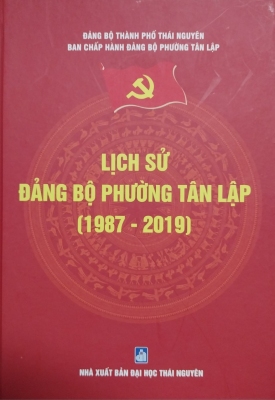 ĐẢNG BỘ THÀNH PHỐ THÁI NGUYÊN
BAN CHẤP HÀNH ĐẢNG BỘ PHƯỜNG TÂN LẬP
LỊCH SỬ
ĐẢNG BỘ PHƯỜNG TÂN LẬP
(1987 - 2019)
NHÀ XUẤT BẢN ĐẠI HỌC THÁI NGUYÊN